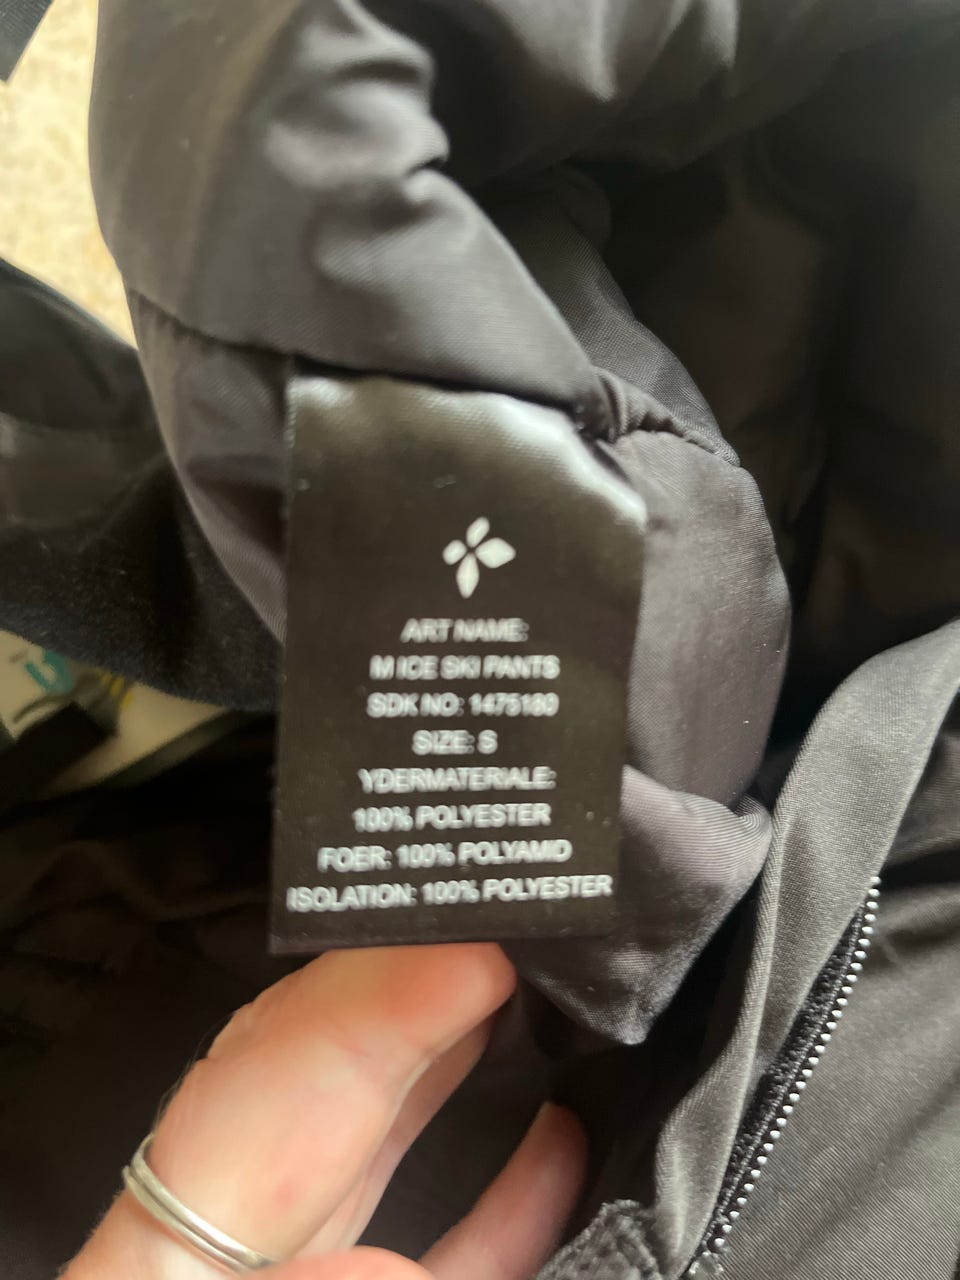 ART NAME:
M ICE SKI PANTS
SDK NO: 1475180
SIZE: S
YDERMATERIALE:
100% POLYESTER
FOER: 100% POLYAMID
ISOLATION: 100% POLYESTER